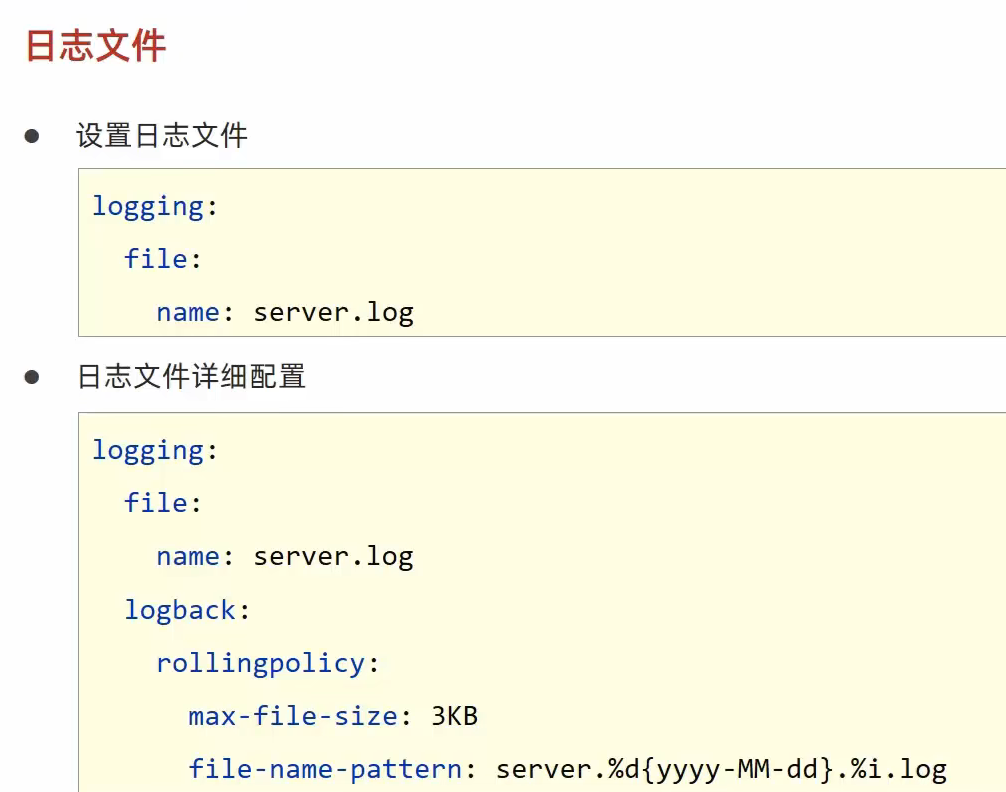 日志文件
● 设置日志文件
logging:
  file:
    name: server.log
● 日志文件详细配置
logging:
  file:
    name: server.log
  logback:
    rollingpolicy:
      max-file-size: 3KB
      file-name-pattern: server.%d{yyyy-MM-dd}.%i.log